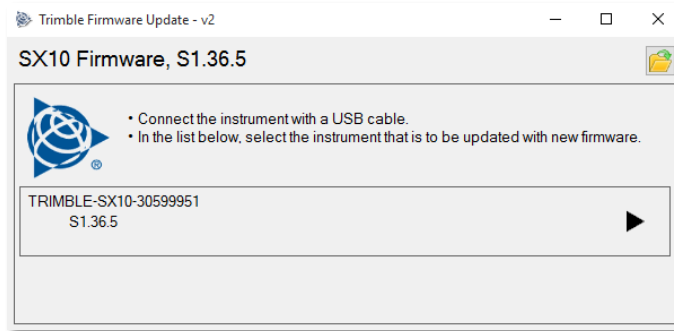 Trimble Firmware Update - v2
SX10 Firmware, S1.36.5
• Connect the instrument with a USB cable.
• In the list below, select the instrument that is to be updated with new firmware.
®
TRIMBLE-SX10-30599951
S1.36.5